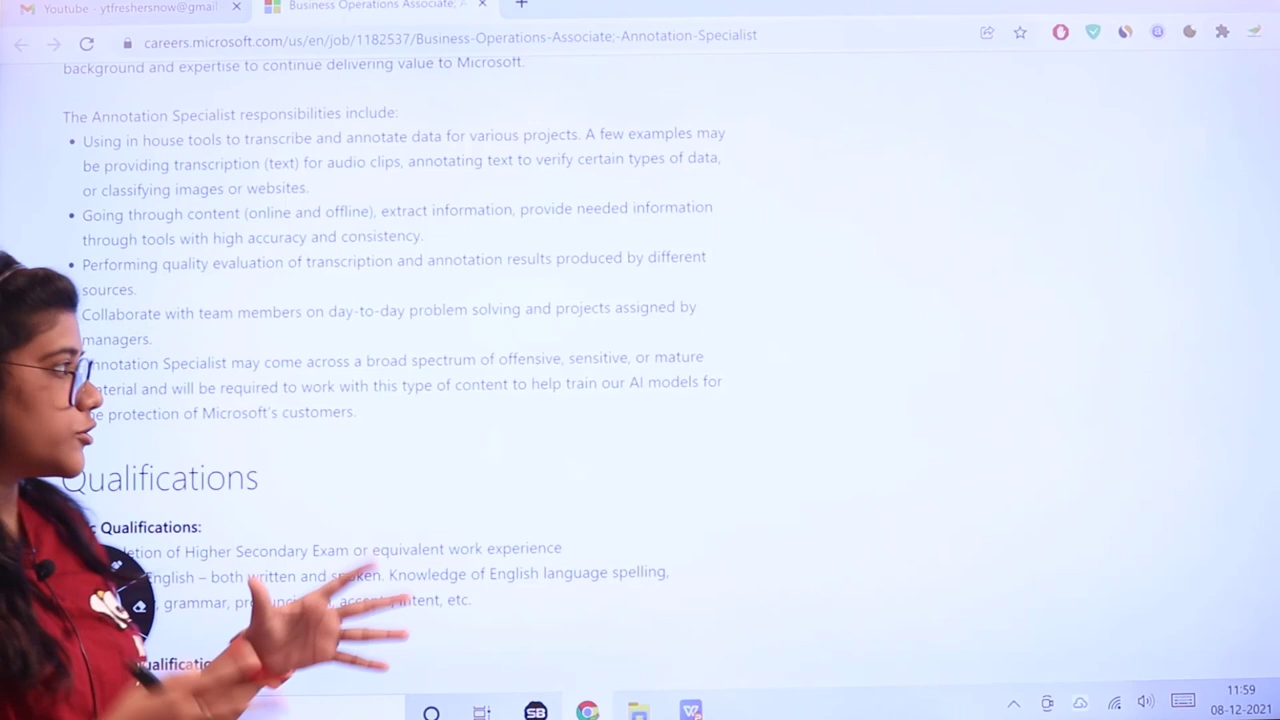 Youtube - ytfreshersnow@gmail
Business Operations Associate; A
careers.microsoft.com/us/en/job/1182537/Business-Operations-Associate;-Annotation-Specialist
background and expertise to continue delivering value to Microsoft.
The Annotation Specialist responsibilities include:
• Using in house tools to transcribe and annotate data for various projects. A few examples may
be providing transcription (text) for audio clips, annotating text to verify certain types of data,
or classifying images or websites.
• Going through content (online and offline), extract information, provide needed information
through tools with high accuracy and consistency.
• Performing quality evaluation of transcription and annotation results produced by different
sources.
Collaborate with team members on day-to-day problem solving and projects assigned by
managers.
nnotation Specialist may come across a broad spectrum of offensive, sensitive, or mature
aterial and will be required to work with this type of content to help train our AI models for
e protection of Microsoft's customers.
Qualifications
c Qualifications:
etion of Higher Secondary Exam or equivalent work experience
English – both written and spoken. Knowledge of English language spelling,
, grammar, intent, etc.
ualificatio
SB
W
11:59
08-12-2021